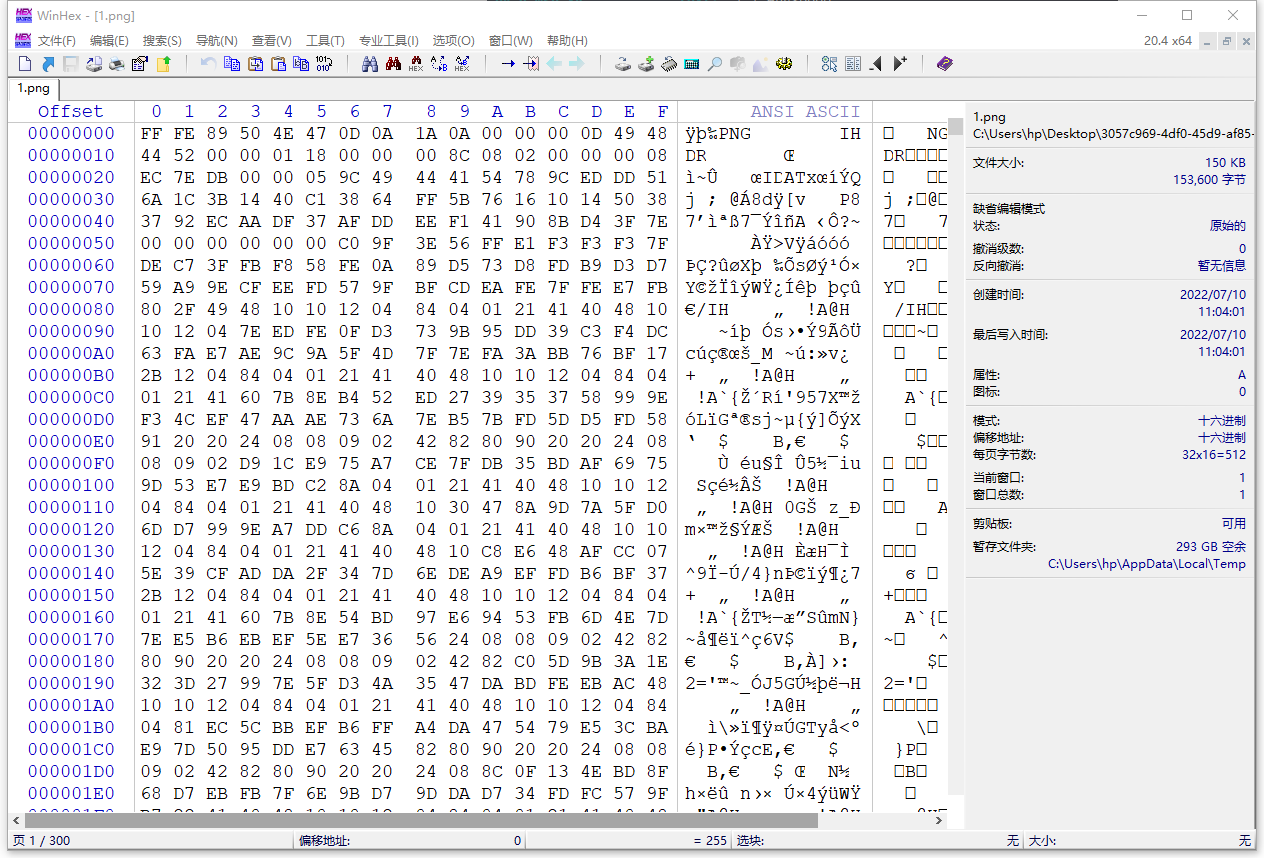 WinHex - [1.png]
文件(F) 编辑(E) 搜索(S) 导航(N) 查看(V) 工具(T) 专业工具(I) 选项(O) 窗口(W) 帮助(H) 20.4 x64
1.png
Offset 0 1 2 3 4 5 6 7 8 9 A B C D E F ANSI ASCII
00000000 FF FE 89 50 4E 47 0D 0A 1A 0A 00 00 00 0D 49 48 ÿþ‰PNG IH
00000010 44 52 00 00 01 18 00 00 00 8C 08 02 00 00 00 08 DR Œ
00000020 EC 7E DB 00 00 05 9C 49 44 41 54 78 9C ED DD 51 ì~Û œIDATxœíÝQ
00000030 6A 1C 3B 14 40 C1 38 64 FF 5B 76 16 10 14 50 38 j ; @Á8dÿ[v P8
00000040 37 92 EC AA DF 37 AF DD EE F1 41 90 8B D4 3F 7E 7’ìªß7¯ÝîñA ‹Ô?~
00000050 00 00 00 00 00 00 C0 9F 3E 56 FF E1 F3 F3 F3 7F ÀŸ>Vÿáóóó
00000060 DE C7 3F FB F8 58 FE 0A 89 D5 73 D8 FD B9 D3 D7 ÞÇ?ûøXþ ‰ÕsØý¹Ó×
00000070 59 A9 9E CF EE FD 57 9F BF CD EA FE 7F FE E7 FB Y©žÏîýWŸ¿Íêþ þçû
00000080 80 2F 49 48 10 10 12 04 84 04 01 21 41 40 48 10 €/IH „ !A@H
00000090 10 12 04 7E ED FE 0F D3 73 9B 95 DD 39 C3 F4 DC ~íþ Ós›•Ý9ÃôÜ
000000A0 63 FA E7 AE 9C 9A 5F 4D 7F 7E FA 3A BB 76 BF 17 cúç®œš_M ~ú:»v¿
000000B0 2B 12 04 84 04 01 21 41 40 48 10 10 12 04 84 04 + „ !A@H „
000000C0 01 21 41 60 7B 8E B4 52 ED 27 39 35 37 58 99 9E !A`{Ž´Rí'957X™ž
000000D0 F3 4C EF 47 AA AE 73 6A 7E B5 7B FD 5D D5 FD 58 óLïGª®sj~µ{ý]ÕýX
000000E0 91 20 20 24 08 08 09 02 42 82 80 90 20 20 24 08 ‘ $ B‚€ $
000000F0 08 09 02 D9 1C E9 75 A7 CE 7F DB 35 BD AF 69 75 Ù éu§Î Û5½¯iu
00000100 9D 53 E7 E9 BD C2 8A 04 01 21 41 40 48 10 10 12 Sçé½ÂŠ !A@H
00000110 04 84 04 01 21 41 40 48 10 30 47 8A 9D 7A 5F D0 „ !A@H 0GŠ z_Ð
00000120 6D D7 99 9E A7 DD C6 8A 04 01 21 41 40 48 10 10 m×™ž§ÝÆŠ !A@H
00000130 12 04 84 04 01 21 41 40 48 10 C8 E6 48 AF CC 07 „ !A@H ÈæH¯Ì
00000140 5E 39 CF AD DA 2F 34 7D 6E DE A9 EF FD B6 BF 37 ^9Ï-Ú/4}nÞ©ïý¶¿7
00000150 2B 12 04 84 04 01 21 41 40 48 10 10 12 04 84 04 + „ !A@H „
00000160 01 21 41 60 7B 8E 54 BD 97 E6 94 53 FB 6D 4E 7D !A`{ŽT½—æ”SûmN}
00000170 7E E5 B6 EB EF 5E E7 36 56 24 08 08 09 02 42 82 ~å¶ëï^ç6V$ B‚
00000180 80 90 20 20 24 08 08 09 02 42 82 C0 5D 9B 3A 1E € $ B‚À]›:
00000190 32 3D 27 99 7E 5F D3 4A 35 47 DA BD FE EB AC 48 2='™~_ÓJ5GÚ½þë¬H
000001A0 10 10 12 04 84 04 01 21 41 40 48 10 10 12 04 84 „ !A@H „
000001B0 04 81 EC 5C BB EF B6 FF A4 DA 47 54 79 E5 3C BA ì\»ï¶ÿ¤ÚGTyå<º
000001C0 E9 7D 50 95 DD E7 63 45 82 80 90 20 20 24 08 08 é}P•ÝçcE‚€ $
000001D0 09 02 42 82 80 90 20 20 24 08 8C 0F 13 4E BD 8F B‚€ $ Œ N½
000001E0 68 D7 EB FB 7F 6E 9B D7 9D DA D7 34 FD FC 57 9F h×ëû n›× Ú×4ýüWŸ
1.png
C:\Users\hp\Desktop\3057c969-4df0-45d9-af85-
文件大小: 150 KB
153,600 字节
缺省编辑模式
状态: 原始的
撤消级数: 0
反向撤消: 暂无信息
创建时间: 2022/07/10
11:04:01
最后写入时间: 2022/07/10
11:04:01
属性: A
图标: 0
模式: 十六进制
偏移地址: 十六进制
每页字节数: 32x16=512
当前窗口: 1
窗口总数: 1
剪贴板: 可用
暂存文件夹: 293 GB 空余
C:\Users\hp\AppData\Local\Temp
页 1 / 300 偏移地址: 0 = 255 选块: 无 大小: 无